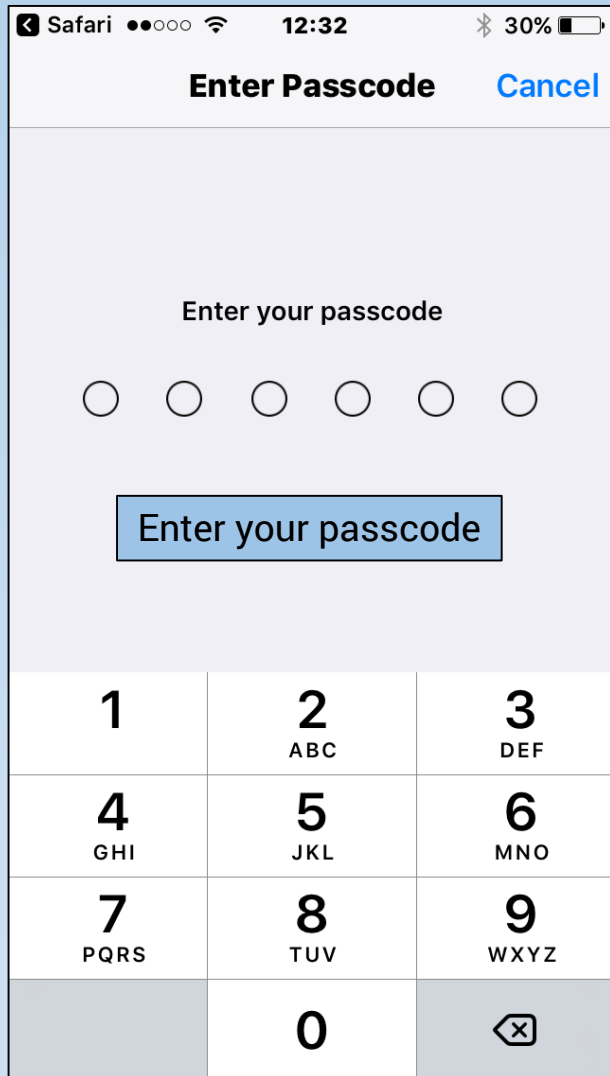 Safari 12:32 30%
Enter Passcode Cancel
Enter your passcode
Enter your passcode
1 2 3
ABC DEF
4 5 6
GHI JKL MNO
7 8 9
PQRS TUV WXYZ
0